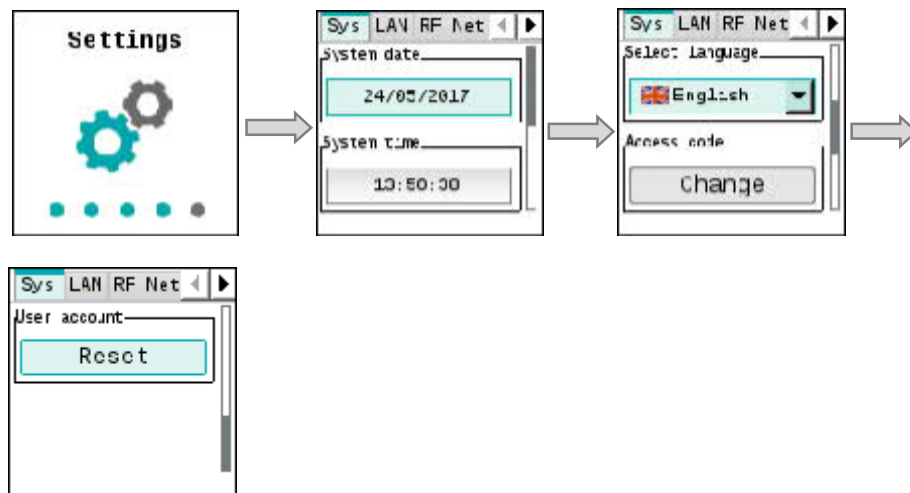 Settings
Sys LAN RF Net
System date
24/05/2017
System time
13:50:30
Sys LAN RF Net
Select language
English
Access code
Change
Sys LAN RF Net
User account
Reset